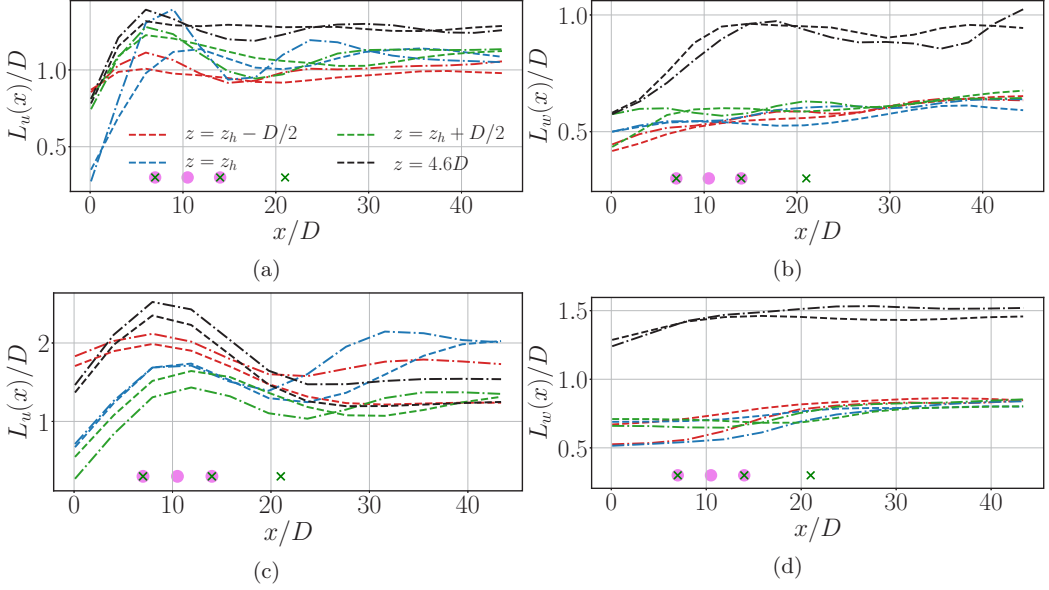 1.0
0.5
L_u(x)/D
z = z_h − D/2
z = z_h
z = z_h + D/2
z = 4.6D
0 10 20 30 40
x/D
(a)
1.0
0.5
L_w(x)/D
0 10 20 30 40
x/D
(b)
2
1
L_u(x)/D
0 10 20 30 40
x/D
(c)
1.5
1.0
0.5
L_w(x)/D
0 10 20 30 40
x/D
(d)